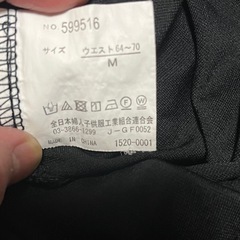 NO. 599516
サイズ ウエスト64～70
M
全日本婦人子供服工業組合連合会
03-3866-1299 J-GF0052
MADE IN CHINA 1520-0001